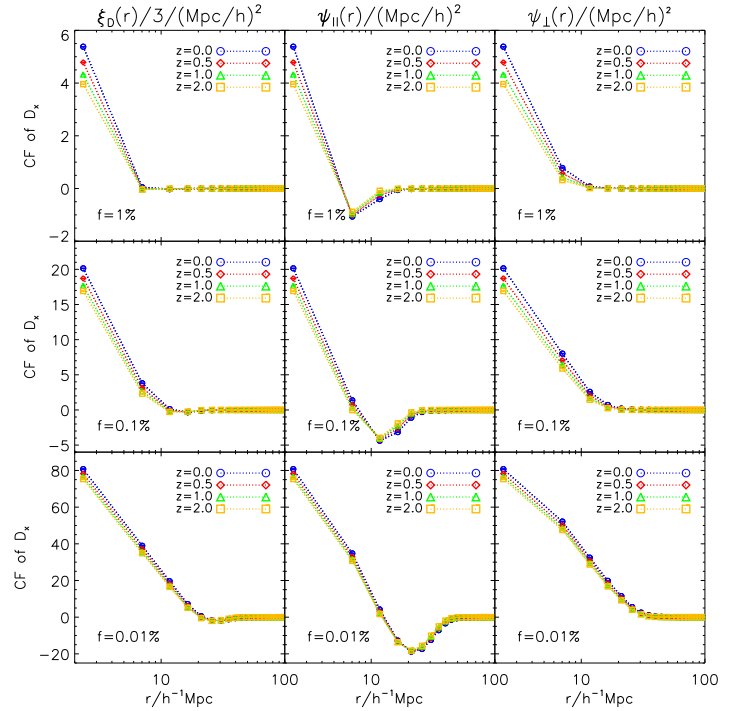 ξ_D(r)/3/(Mpc/h)² ψ_||(r)/(Mpc/h)² ψ_⊥(r)/(Mpc/h)²
6 z=0.0 z=0.0 z=0.0
z=0.5 z=0.5 z=0.5
z=1.0 z=1.0 z=1.0
4 z=2.0 z=2.0 z=2.0
CF of D_x
2
0
f=1% f=1% f=1%
−2
20 z=0.0 z=0.0 z=0.0
z=0.5 z=0.5 z=0.5
z=1.0 z=1.0 z=1.0
15 z=2.0 z=2.0 z=2.0
CF of D_x
10
5
0
f=0.1% f=0.1% f=0.1%
−5
80 z=0.0 z=0.0 z=0.0
z=0.5 z=0.5 z=0.5
z=1.0 z=1.0 z=1.0
60 z=2.0 z=2.0 z=2.0
CF of D_x
40
20
0
f=0.01% f=0.01% f=0.01%
−20
10 100 10 100 10 100
r/h⁻¹Mpc r/h⁻¹Mpc r/h⁻¹Mpc